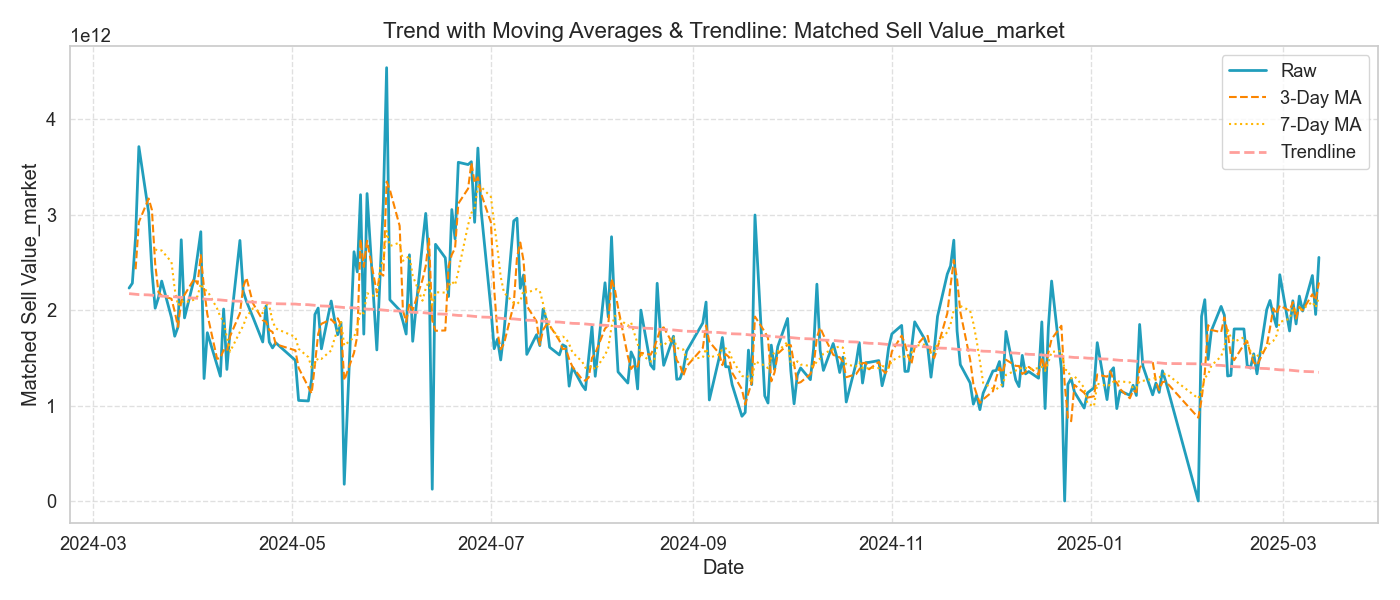 Trend with Moving Averages & Trendline: Matched Sell Value_market
1e12
Raw
3-Day MA
7-Day MA
Trendline
Matched Sell Value_market
4
3
2
1
0
2024-03
2024-05
2024-07
2024-09
2024-11
2025-01
2025-03
Date